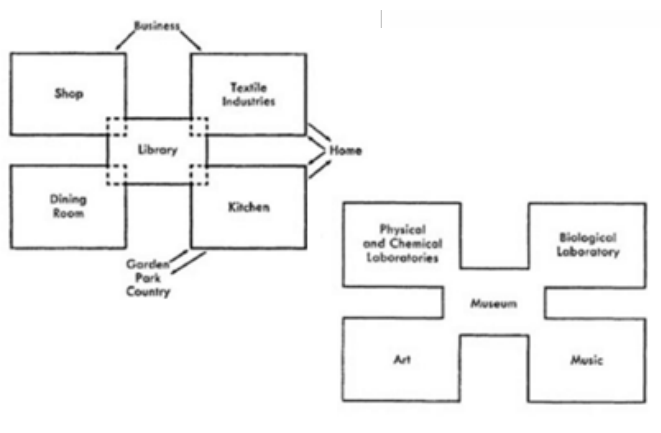 Business
Shop
Textile
Industries
Library
Home
Dining
Room
Kitchen
Garden
Park
Country
Physical
and Chemical
Laboratories
Biological
Laboratory
Museum
Art
Music